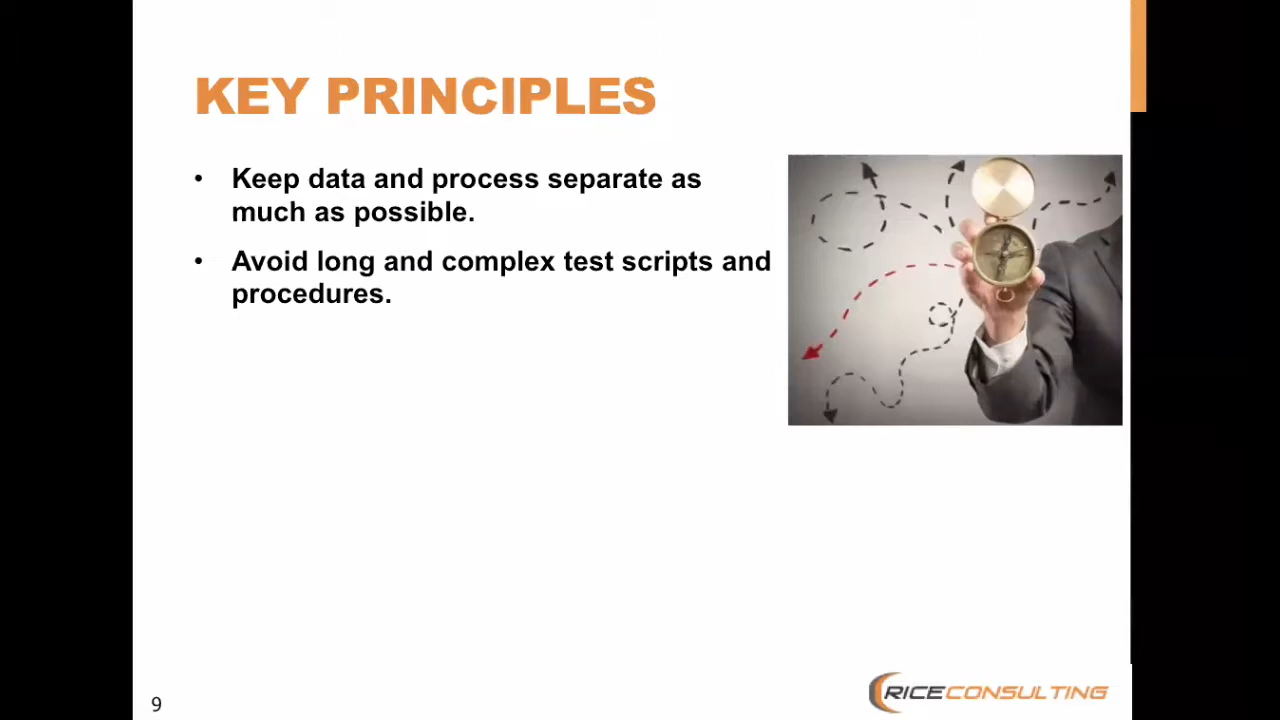 KEY PRINCIPLES
• Keep data and process separate as
much as possible.
• Avoid long and complex test scripts and
procedures.
9
RICECONSULTING